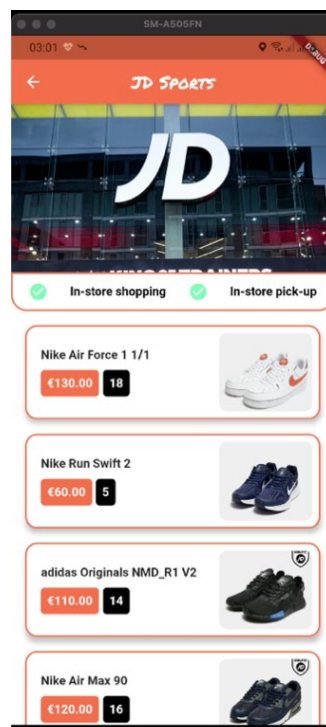 SM-A505FN
03:01
DEBUG
JD SPORTS
JD
In-store shopping
In-store pick-up
Nike Air Force 1 1/1
€130.00 18
Nike Run Swift 2
€60.00 5
adidas Originals NMD_R1 V2
€110.00 14
Nike Air Max 90
€120.00 16